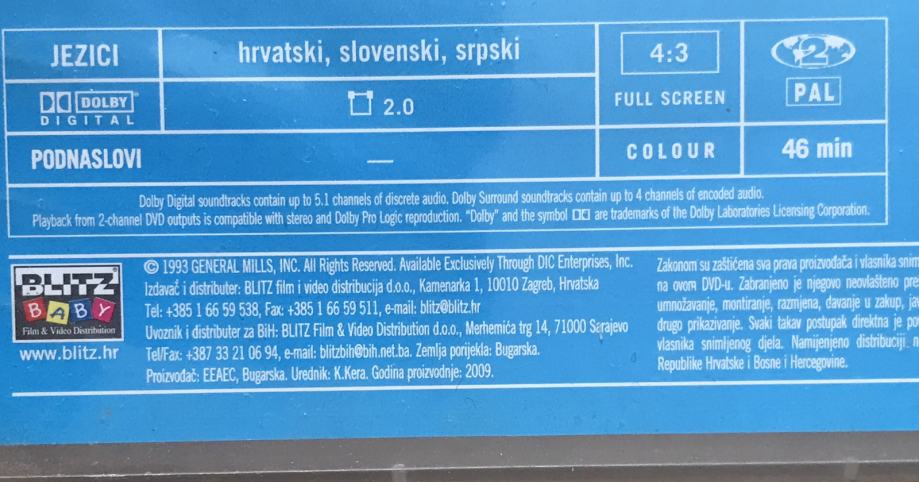 JEZICI
hrvatski, slovenski, srpski
4:3
2
DOLBY
DIGITAL
2.0
FULL SCREEN
PAL
PODNASLOVI
—
COLOUR
46 min
Dolby Digital soundtracks contain up to 5.1 channels of discrete audio. Dolby Surround soundtracks contain up to 4 channels of encoded audio.
Playback from 2-channel DVD outputs is compatible with stereo and Dolby Pro Logic reproduction. "Dolby" and the symbol are trademarks of the Dolby Laboratories Licensing Corporation.
BLITZ®
BABY
Film & Video Distribution
www.blitz.hr
© 1993 GENERAL MILLS, INC. All Rights Reserved. Available Exclusively Through DIC Enterprises, Inc.
Izdavač i distributer: BLITZ film i video distribucija d.o.o., Kamenarka 1, 10010 Zagreb, Hrvatska
Tel: +385 1 66 59 538, Fax: +385 1 66 59 511, e-mail: blitz@blitz.hr
Uvoznik i distributer za BiH: BLITZ Film & Video Distribution d.o.o., Merhemića trg 14, 71000 Sarajevo
Tel/Fax: +387 33 21 06 94, e-mail: blitzbih@bih.net.ba. Zemlja porijekla: Bugarska.
Proizvođač: EEAEC, Bugarska. Urednik: K.Kera. Godina proizvodnje: 2009.
Zakonom su zaštićena sva prava proizvođača i vlasnika snim
na ovom DVD-u. Zabranjeno je njegovo neovlašteno pre
umnožavanje, montiranje, razmjena, davanje u zakup, ja
drugo prikazivanje. Svaki takav postupak direktna je po
vlasnika snimljenog djela. Namijenjeno distribuciji n
Republike Hrvatske i Bosne i Hercegovine.